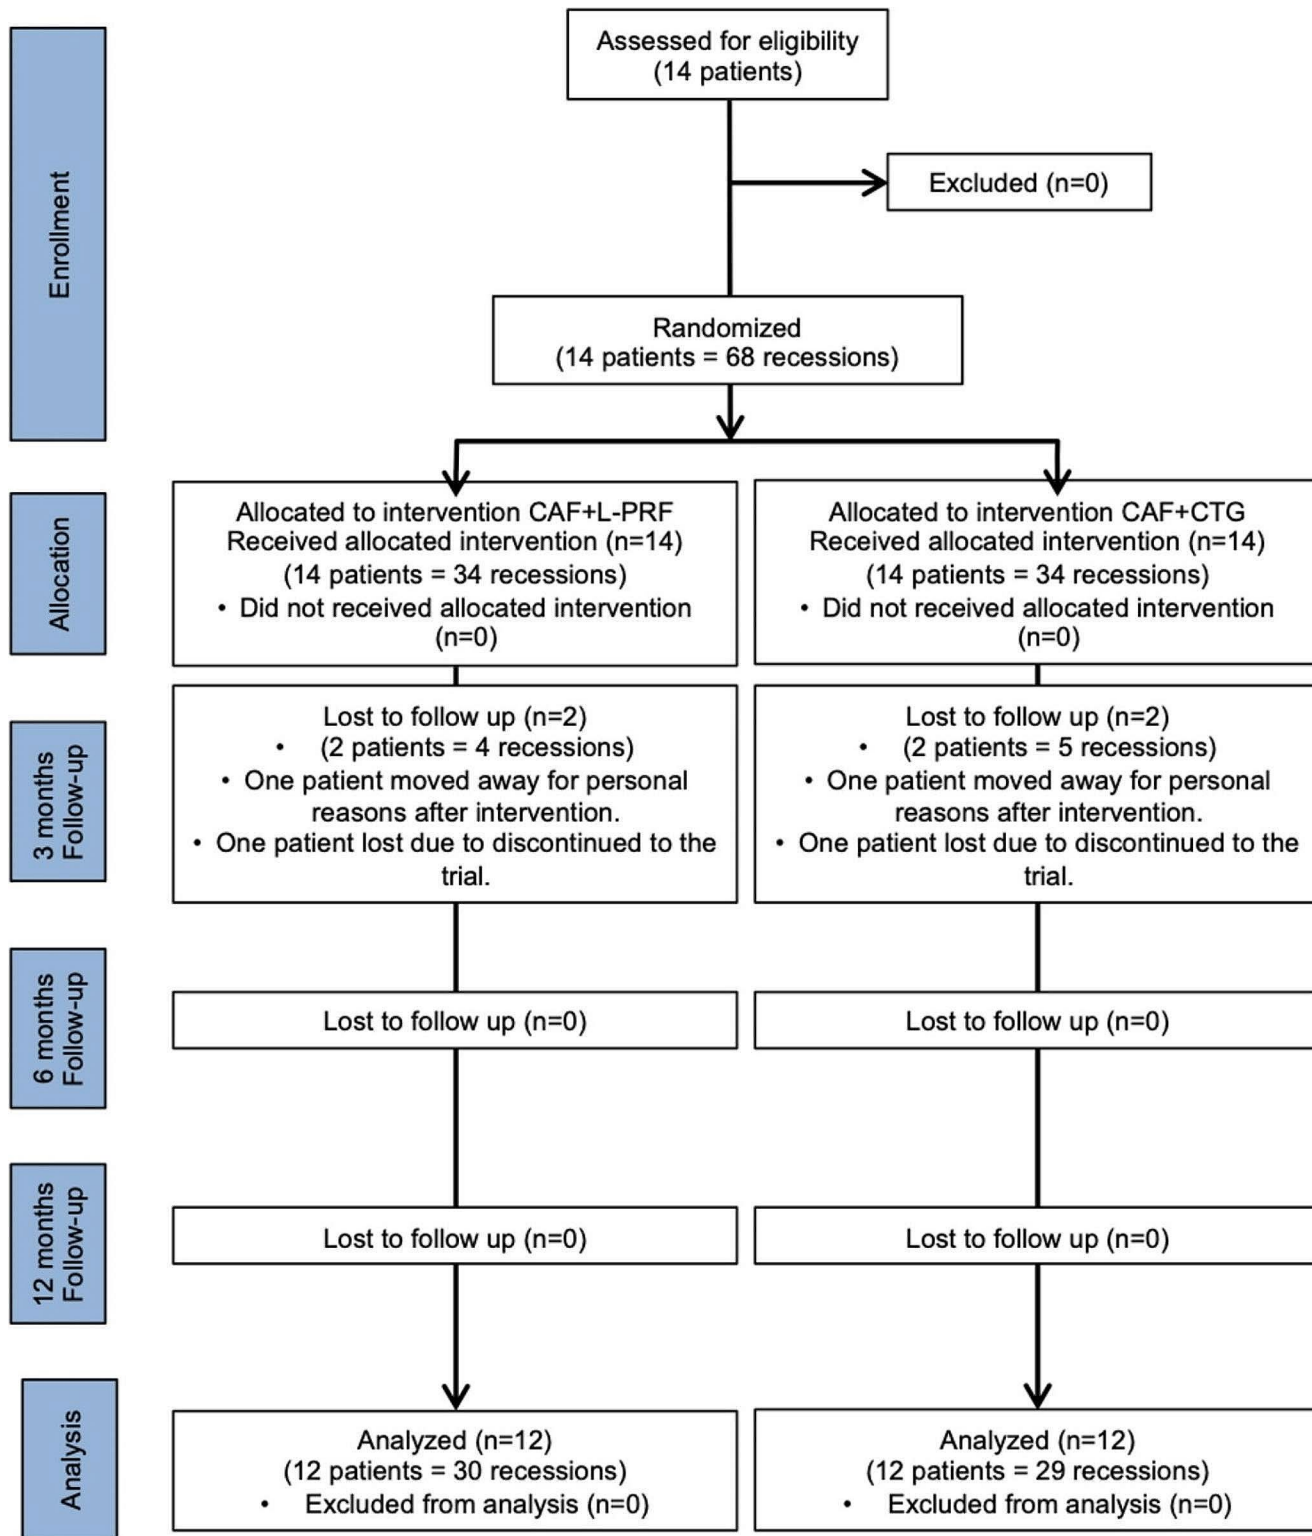 Enrollment
Assessed for eligibility
(14 patients)
Excluded (n=0)
Randomized
(14 patients = 68 recessions)
Allocation
Allocated to intervention CAF+L-PRF
Received allocated intervention (n=14)
(14 patients = 34 recessions)
• Did not received allocated intervention
(n=0)
Allocated to intervention CAF+CTG
Received allocated intervention (n=14)
(14 patients = 34 recessions)
• Did not received allocated intervention
(n=0)
3 months
Follow-up
Lost to follow up (n=2)
• (2 patients = 4 recessions)
• One patient moved away for personal
reasons after intervention.
• One patient lost due to discontinued to the
trial.
Lost to follow up (n=2)
• (2 patients = 5 recessions)
• One patient moved away for personal
reasons after intervention.
• One patient lost due to discontinued to the
trial.
6 months
Follow-up
Lost to follow up (n=0)
Lost to follow up (n=0)
12 months
Follow-up
Lost to follow up (n=0)
Lost to follow up (n=0)
Analysis
Analyzed (n=12)
(12 patients = 30 recessions)
• Excluded from analysis (n=0)
Analyzed (n=12)
(12 patients = 29 recessions)
• Excluded from analysis (n=0)